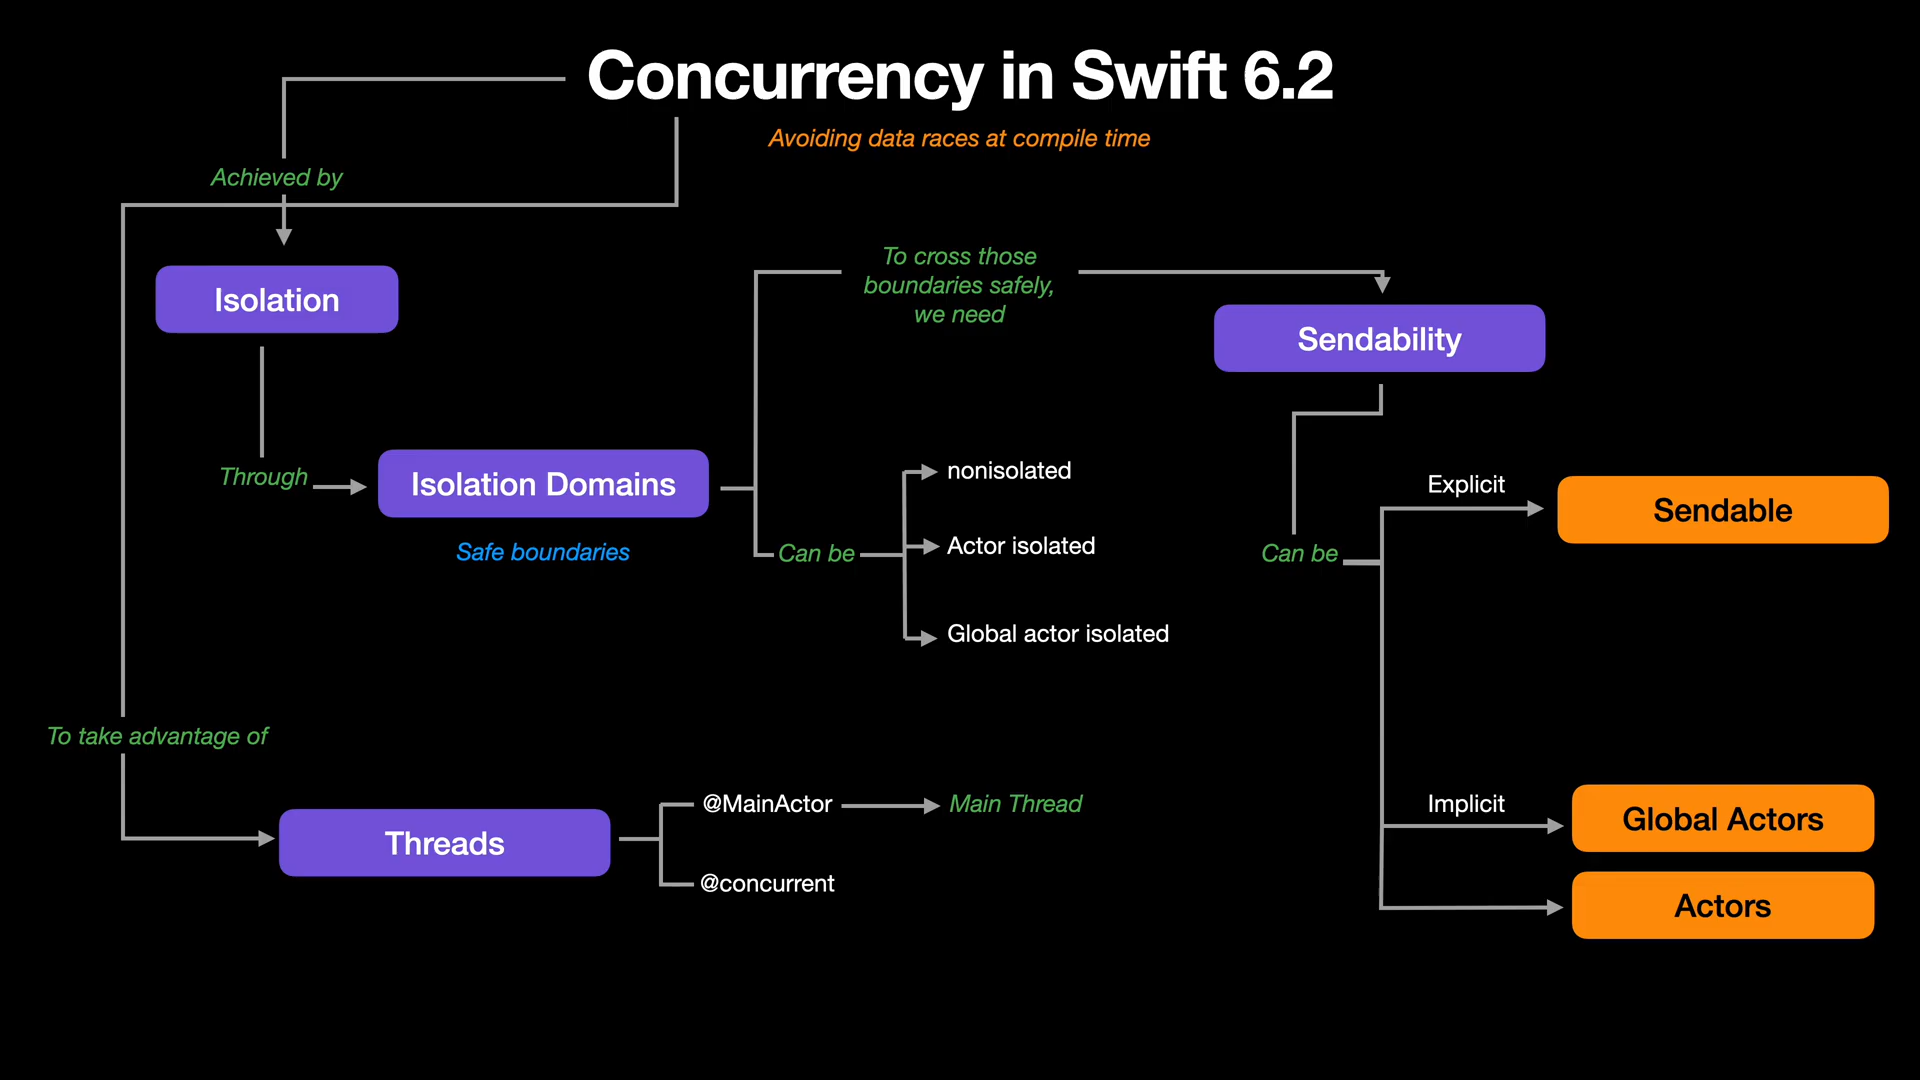 Concurrency in Swift 6.2
Avoiding data races at compile time
Achieved by
Isolation
Through
Isolation Domains
Safe boundaries
To cross those
boundaries safely,
we need
Can be
nonisolated
Actor isolated
Global actor isolated
Sendability
Can be
Explicit
Sendable
Implicit
Global Actors
Actors
To take advantage of
Threads
@MainActor
Main Thread
@concurrent